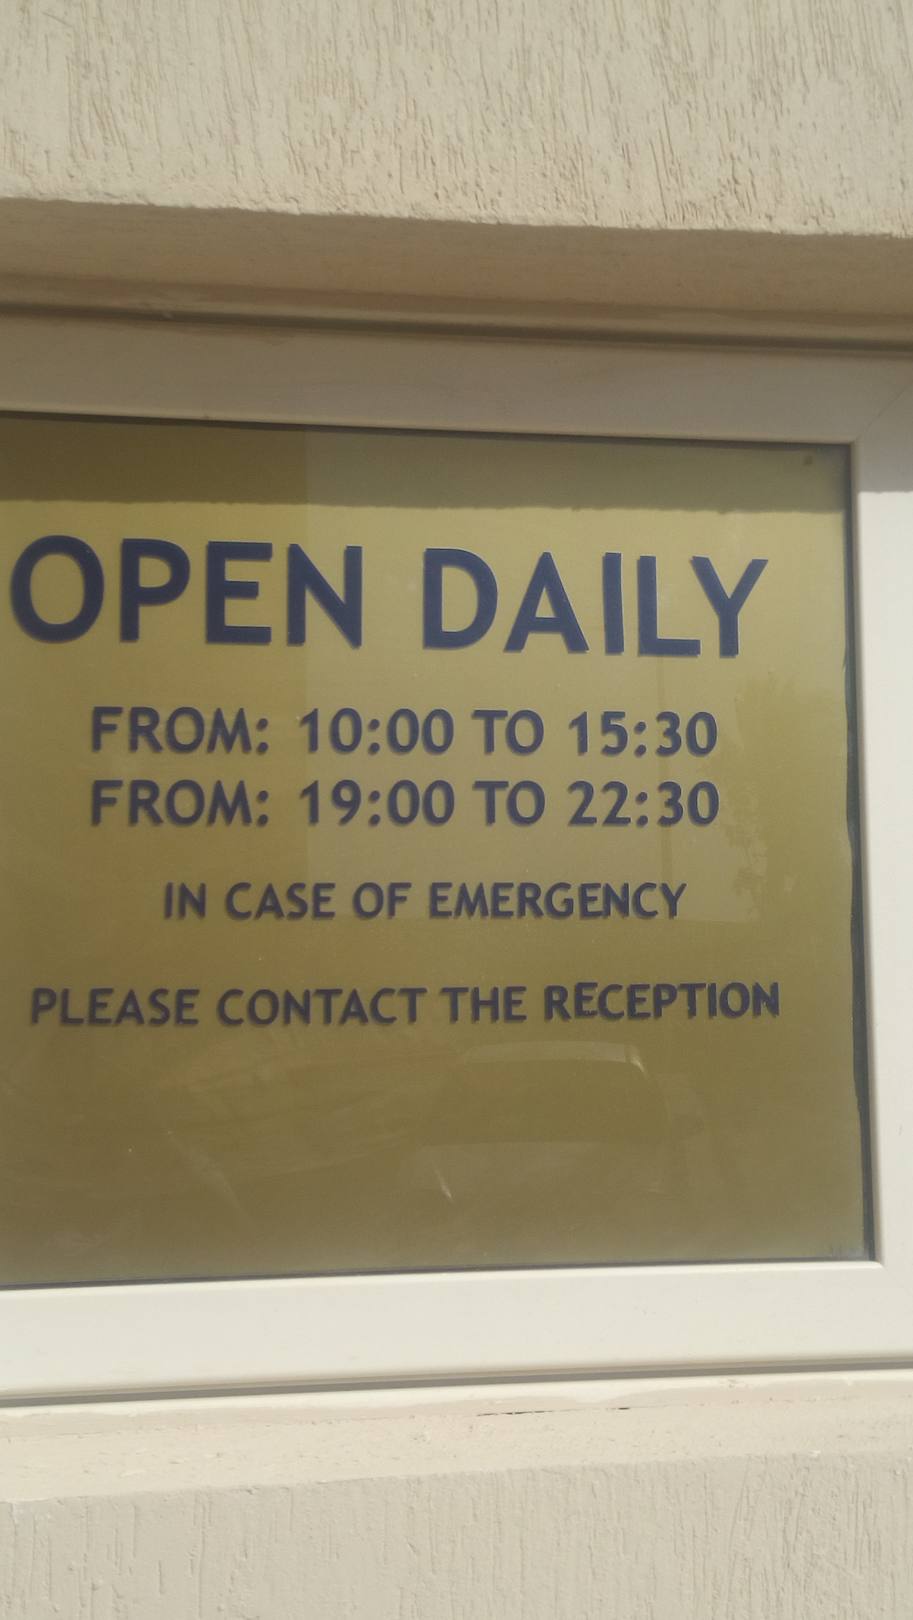 OPEN DAILY
FROM: 10:00 TO 15:30
FROM: 19:00 TO 22:30
IN CASE OF EMERGENCY
PLEASE CONTACT THE RECEPTION